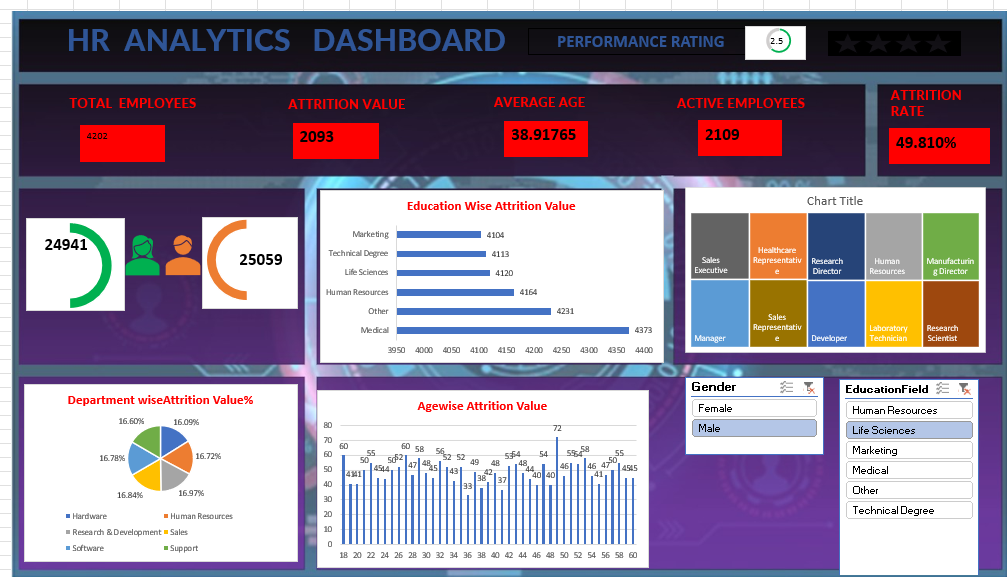 HR ANALYTICS DASHBOARD
PERFORMANCE RATING
2.5
TOTAL EMPLOYEES
4202
ATTRITION VALUE
2093
AVERAGE AGE
38.91765
ACTIVE EMPLOYEES
2109
ATTRITION
RATE
49.810%
24941
25059
Education Wise Attrition Value
Marketing 4104
Technical Degree 4113
Life Sciences 4120
Human Resources 4164
Other 4231
Medical 4373
3950 4000 4050 4100 4150 4200 4250 4300 4350 4400
Chart Title
Sales
Executive
Healthcare
Representativ
e
Research
Director
Human
Resources
Manufacturin
g Director
Manager
Sales
Representativ
e
Developer
Laboratory
Technician
Research
Scientist
Department wiseAttrition Value%
16.60% 16.09%
16.78% 16.72%
16.84% 16.97%
Hardware Human Resources
Research & Development Sales
Software Support
Agewise Attrition Value
80
70
60
50
40
30
20
10
0
60 41 41 50 55 45 44 50 52 60 47 58 48 45 56 52 43 52 33 49 38 42 48 37 53 54 48 44 40 54 40 72 46 55 54 58 46 41 47 50 55 45 45
18 20 22 24 26 28 30 32 34 36 38 40 42 44 46 48 50 52 54 56 58 60
Gender
Female
Male
EducationField
Human Resources
Life Sciences
Marketing
Medical
Other
Technical Degree